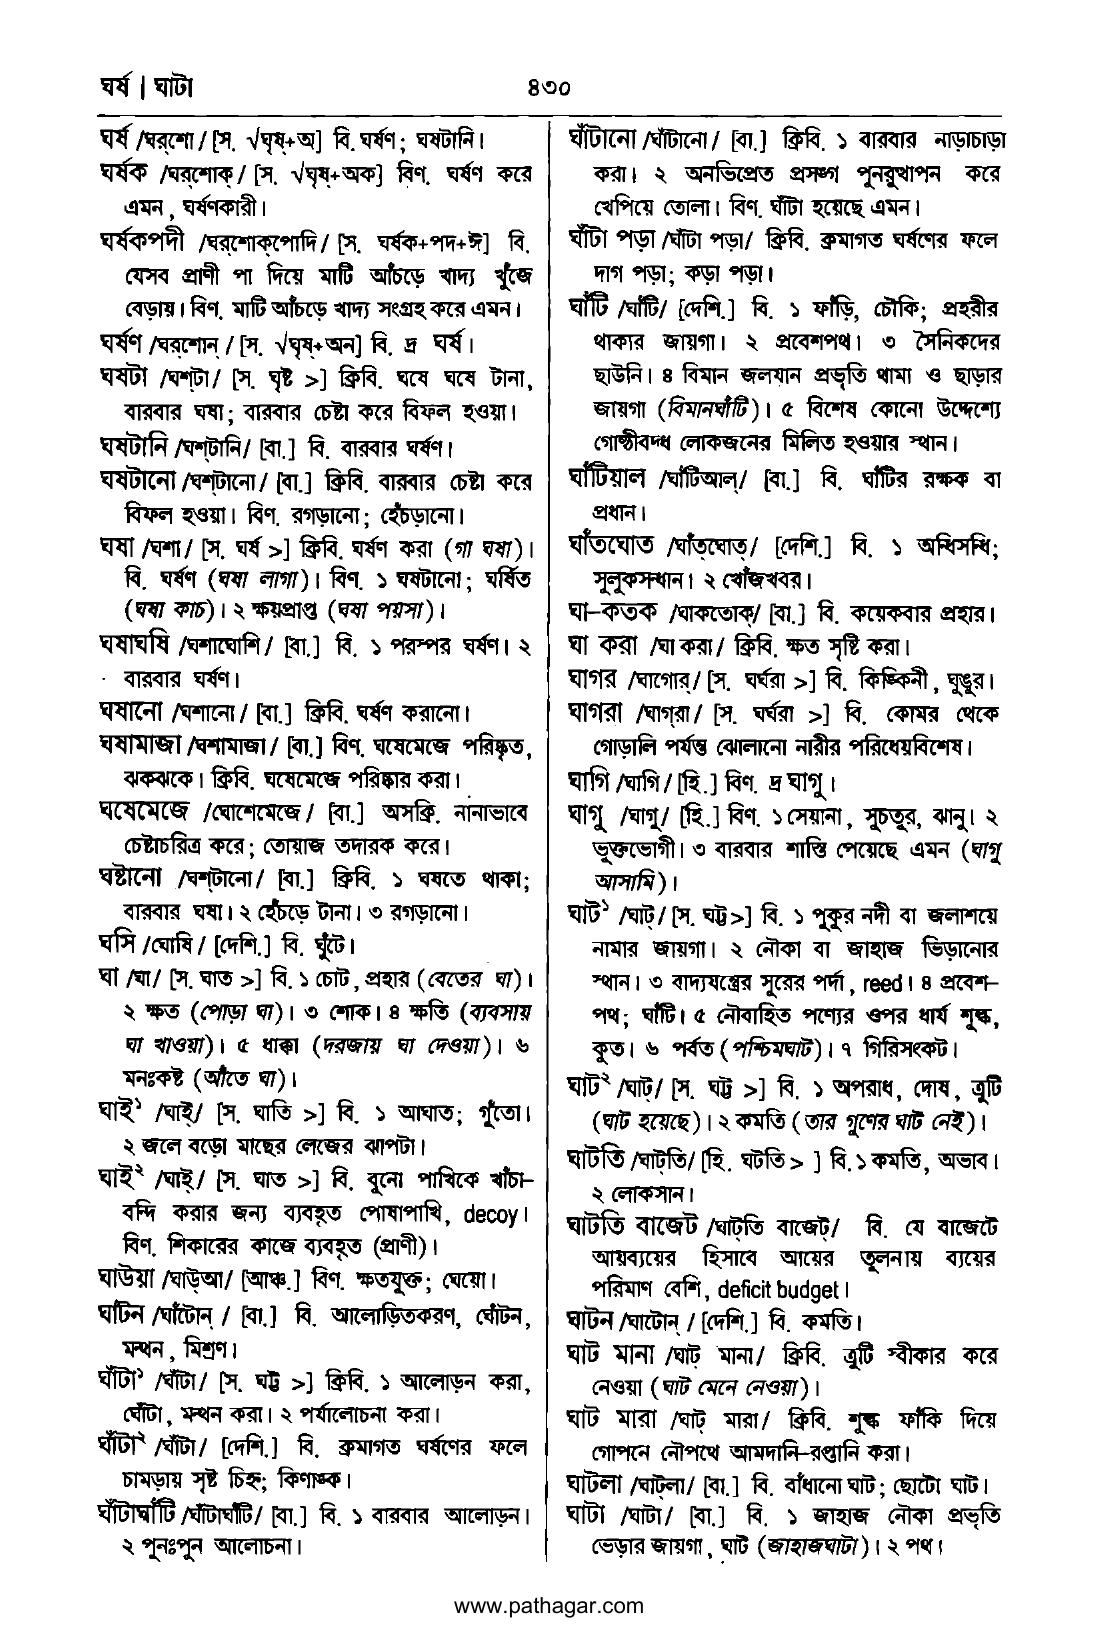 ঘর্ষ | ঘাটা
৪৩০
ঘর্ষ /ঘর্‌শো/ [স. √ঘৃষ্+অ] বি. ঘর্ষণ; ঘষটানি।
ঘর্ষক /ঘর্‌শোক্/ [স. √ঘৃষ্+অক] বিণ. ঘর্ষণ করে
এমন, ঘর্ষণকারী।
ঘর্ষকপদী /ঘর্‌শোক্‌পোদি/ [স. ঘর্ষক+পদ+ঈ] বি.
যেসব প্রাণী পা দিয়ে মাটি আঁচড়ে খাদ্য খুঁজে
বেড়ায়। বিণ. মাটি আঁচড়ে খাদ্য সংগ্রহ করে এমন।
ঘর্ষণ /ঘর্‌শোন্/ [স. √ঘৃষ্+অন] বি. দ্র ঘর্ষ।
ঘষটা /ঘশ্‌টা/ [স. ঘৃষ্ট >] ক্রিবি. ঘষে ঘষে টানা,
বারবার ঘষা; বারবার চেষ্টা করে বিফল হওয়া।
ঘষটানি /ঘশ্‌টানি/ [বা.] বি. বারবার ঘর্ষণ।
ঘষটানো /ঘশ্‌টানো/ [বা.] ক্রিবি. বারবার চেষ্টা করে
বিফল হওয়া। বিণ. রগড়ানো; হেঁচড়ানো।
ঘষা /ঘশা/ [স. ঘর্ষ >] ক্রিবি. ঘর্ষণ করা (গা ঘষা)।
বি. ঘর্ষণ (ঘষা লাগা)। বিণ. ১ ঘষটানো; ঘর্ষিত
(ঘষা কাচ)। ২ ক্ষয়প্রাপ্ত (ঘষা পয়সা)।
ঘষাঘষি /ঘশাঘোশি/ [বা.] বি. ১ পরস্পর ঘর্ষণ। ২
বারবার ঘর্ষণ।
ঘষানো /ঘশানো/ [বা.] ক্রিবি. ঘর্ষণ করানো।
ঘষামাজা /ঘশামাজা/ [বা.] বিণ. ঘষেমেজে পরিষ্কৃত,
ঝকঝকে। ক্রিবি. ঘষেমেজে পরিষ্কার করা।
ঘষেমেজে /ঘোশেমেজে/ [বা.] অসক্রি. নানাভাবে
চেষ্টাচরিত্র করে; তোয়াজ তদারক করে।
ঘষ্টানো /ঘশ্‌টানো/ [বা.] ক্রিবি. ১ ঘষতে থাকা;
বারবার ঘষা। ২ হেঁচড়ে টানা। ৩ রগড়ানো।
ঘসি /ঘোষি/ [দেশি.] বি. ঘুঁটে।
ঘা /ঘা/ [স. ঘাত >] বি. ১ চোট, প্রহার (বেতের ঘা)।
২ ক্ষত (পোড়া ঘা)। ৩ শোক। ৪ ক্ষতি (ব্যবসায়
ঘা খাওয়া)। ৫ ধাক্কা (দরজায় ঘা দেওয়া)। ৬
মনঃকষ্ট (আঁতে ঘা)।
ঘাই১ /ঘাই্/ [স. ঘাতি >] বি. ১ আঘাত; গুঁতো।
২ জলে বড়ো মাছের লেজের ঝাপটা।
ঘাই২ /ঘাই্/ [স. ঘাত >] বি. বুনো পাখিকে খাঁচা–
বন্দি করার জন্য ব্যবহৃত পোষাপাখি, decoy।
বিণ. শিকারের কাজে ব্যবহৃত (প্রাণী)।
ঘাউয়া /ঘাউ্আ/ [আঞ্চ.] বিণ. ক্ষতযুক্ত; ঘেয়ো।
ঘাঁটন /ঘাঁটোন্/ [বা.] বি. আলোড়িতকরণ, ঘোঁটন,
মন্থন, মিশ্রণ।
ঘাঁটা১ /ঘাঁটা/ [স. ঘট্ট >] ক্রিবি. ১ আলোড়ন করা,
ঘোঁটা, মন্থন করা। ২ পর্যালোচনা করা।
ঘাঁটা২ /ঘাঁটা/ [দেশি.] বি. ক্রমাগত ঘর্ষণের ফলে
চামড়ায় সৃষ্ট চিহ্ন; কিণাঙ্ক।
ঘাঁটাঘাঁটি /ঘাঁটাঘাঁটি/ [বা.] বি. ১ বারবার আলোড়ন।
২ পুনঃপুন আলোচনা।
ঘাঁটানো /ঘাঁটানো/ [বা.] ক্রিবি. ১ বারবার নাড়াচাড়া
করা। ২ অনভিপ্রেত প্রসঙ্গ পুনরুত্থাপন করে
খেপিয়ে তোলা। বিণ. ঘাঁটা হয়েছে এমন।
ঘাঁটা পড়া /ঘাঁটা পড়া/ ক্রিবি. ক্রমাগত ঘর্ষণের ফলে
দাগ পড়া; কড়া পড়া।
ঘাঁটি /ঘাঁটি/ [দেশি.] বি. ১ ফাঁড়ি, চৌকি; প্রহরীর
থাকার জায়গা। ২ প্রবেশপথ। ৩ সৈনিকদের
ছাউনি। ৪ বিমান জলযান প্রভৃতি থামা ও ছাড়ার
জায়গা (বিমানঘাঁটি)। ৫ বিশেষ কোনো উদ্দেশ্যে
গোষ্ঠীবদ্ধ লোকজনের মিলিত হওয়ার স্থান।
ঘাঁটিয়াল /ঘাঁটিআল্/ [বা.] বি. ঘাঁটির রক্ষক বা
প্রধান।
ঘাঁতঘোত /ঘাঁত্‌ঘোত্/ [দেশি.] বি. ১ অন্ধিসন্ধি;
সুলুকসন্ধান। ২ খোঁজখবর।
ঘা–কতক /ঘাকতোক্/ [বা.] বি. কয়েকবার প্রহার।
ঘা করা /ঘা করা/ ক্রিবি. ক্ষত সৃষ্টি করা।
ঘাগর /ঘাগোর্/ [স. ঘর্ঘরা >] বি. কিঙ্কিনী, ঘুঙুর।
ঘাগরা /ঘাগ্‌রা/ [স. ঘর্ঘরা >] বি. কোমর থেকে
গোড়ালি পর্যন্ত ঝোলানো নারীর পরিধেয়বিশেষ।
ঘাগি /ঘাগি/ [হি.] বিণ. দ্র ঘাগু।
ঘাগু /ঘাগু/ [হি.] বিণ. ১ সেয়ানা, সুচতুর, ঝানু। ২
ভুক্তভোগী। ৩ বারবার শাস্তি পেয়েছে এমন (ঘাগু
আসামি)।
ঘাট১ /ঘাট্/ [স. ঘট্ট>] বি. ১ পুকুর নদী বা জলাশয়ে
নামার জায়গা। ২ নৌকা বা জাহাজ ভিড়ানোর
স্থান। ৩ বাদ্যযন্ত্রের সুরের পর্দা, reed। ৪ প্রবেশ–
পথ; ঘাঁটি। ৫ নৌবাহিত পণ্যের ওপর ধার্য শুল্ক,
কুত। ৬ পর্বত (পশ্চিমঘাট)। ৭ গিরিসংকট।
ঘাট২ /ঘাট্/ [স. ঘট্ট >] বি. ১ অপরাধ, দোষ, ত্রুটি
(ঘাট হয়েছে)। ২ কমতি (তার গুণের ঘাট নেই)।
ঘাটতি /ঘাট্‌তি/ [হি. ঘটতি> ] বি. ১ কমতি, অভাব।
২ লোকসান।
ঘাটতি বাজেট /ঘাট্‌তি বাজেট্/ বি. যে বাজেটে
আয়ব্যয়ের হিসাবে আয়ের তুলনায় ব্যয়ের
পরিমাণ বেশি, deficit budget।
ঘাটন /ঘাটোন্/ [দেশি.] বি. কমতি।
ঘাট মানা /ঘাট্ মানা/ ক্রিবি. ত্রুটি স্বীকার করে
নেওয়া (ঘাট মেনে নেওয়া)।
ঘাট মারা /ঘাট্ মারা/ ক্রিবি. শুল্ক ফাঁকি দিয়ে
গোপনে নৌপথে আমদানি–রপ্তানি করা।
ঘাটলা /ঘাট্‌লা/ [বা.] বি. বাঁধানো ঘাট; ছোটো ঘাট।
ঘাটা /ঘাটা/ [বা.] বি. ১ জাহাজ নৌকা প্রভৃতি
ভেড়ার জায়গা, ঘাট (জাহাজঘাটা)। ২ পথ।
www.pathagar.com